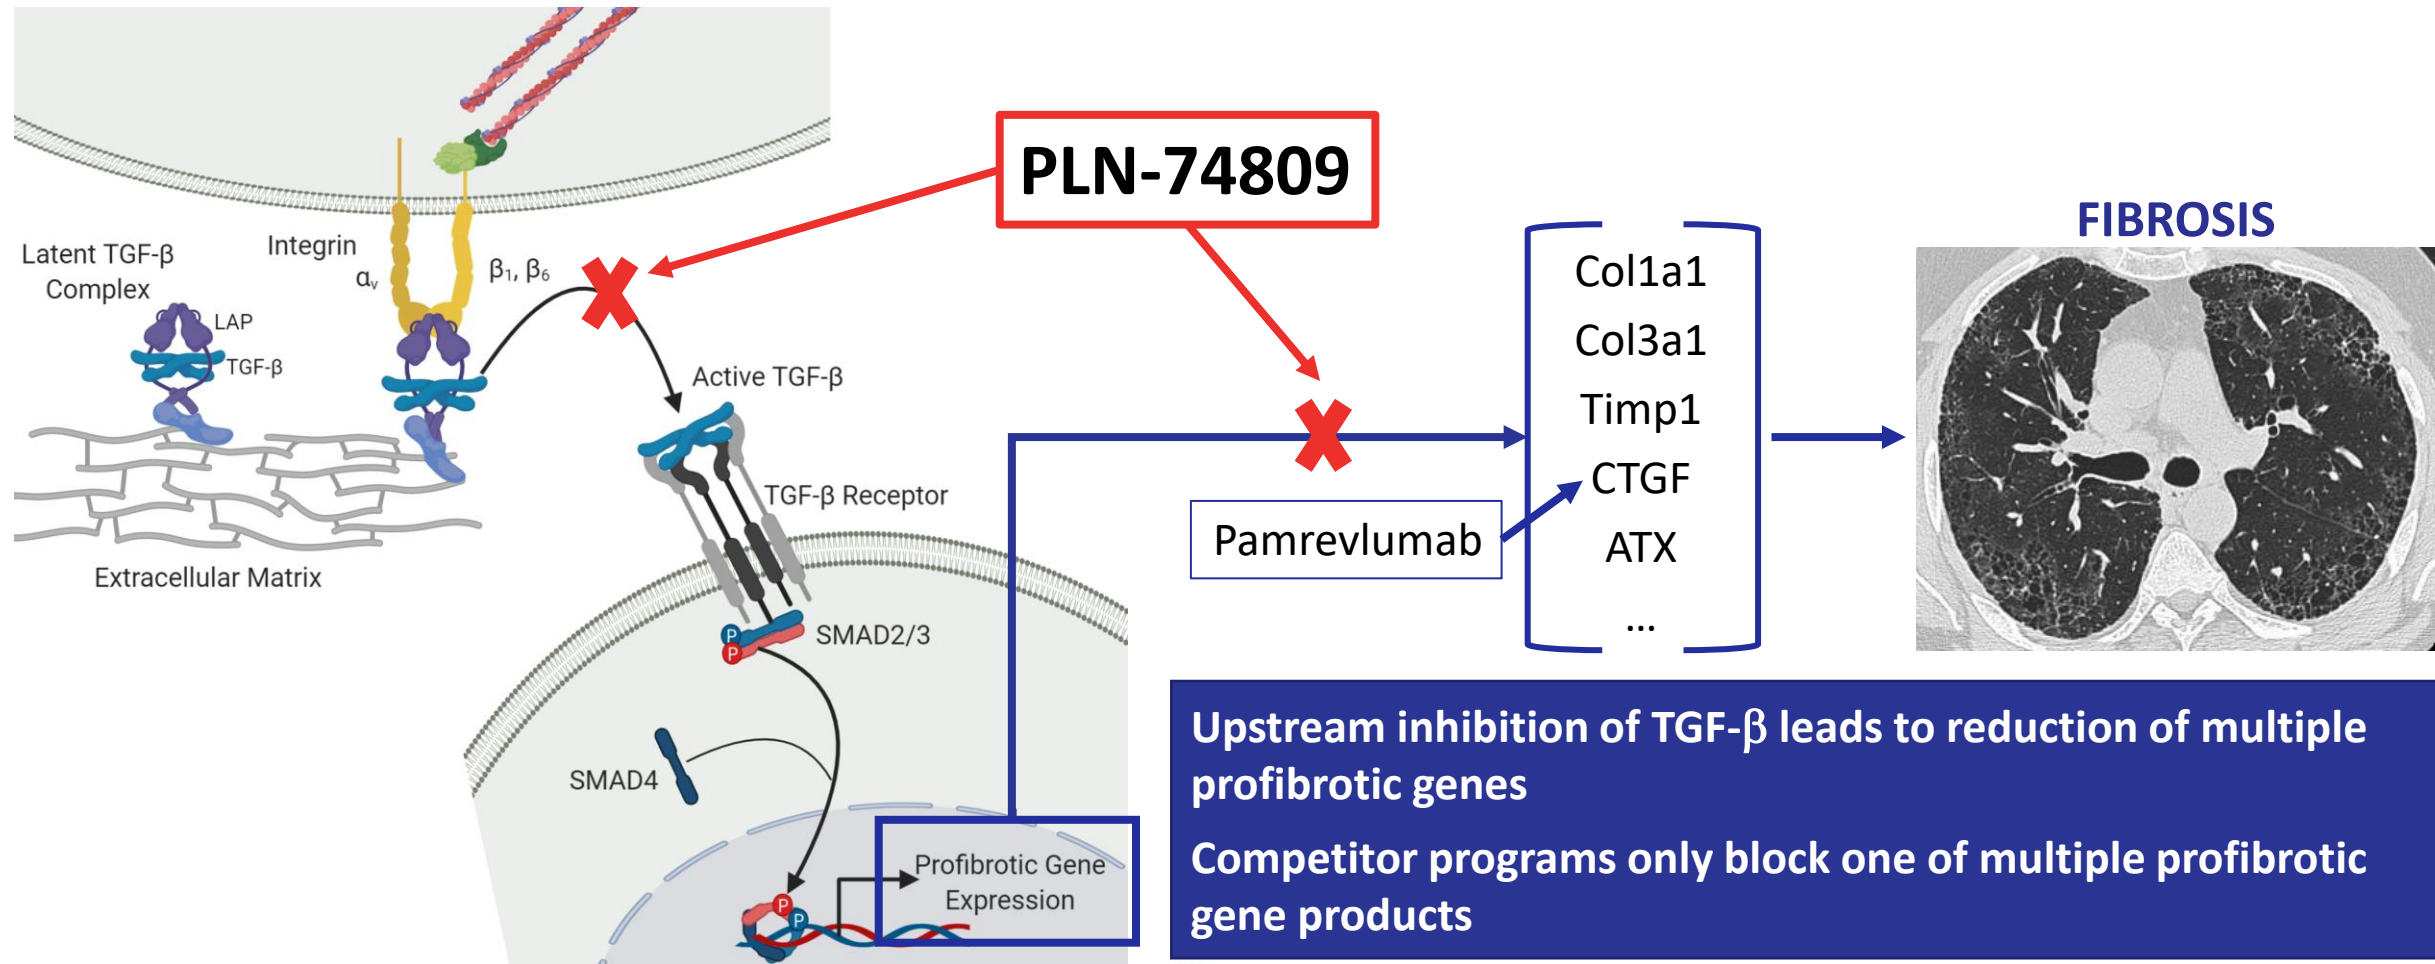 PLN-74809
FIBROSIS
Latent TGF-β
Complex
Integrin
αᵥ
β₁, β₆
LAP
TGF-β
Active TGF-β
TGF-β Receptor
Extracellular Matrix
P
P
SMAD2/3
SMAD4
Profibrotic Gene
Expression
P
P
Col1a1
Col3a1
Timp1
CTGF
ATX
...
Pamrevlumab
Upstream inhibition of TGF-β leads to reduction of multiple
profibrotic genes
Competitor programs only block one of multiple profibrotic
gene products